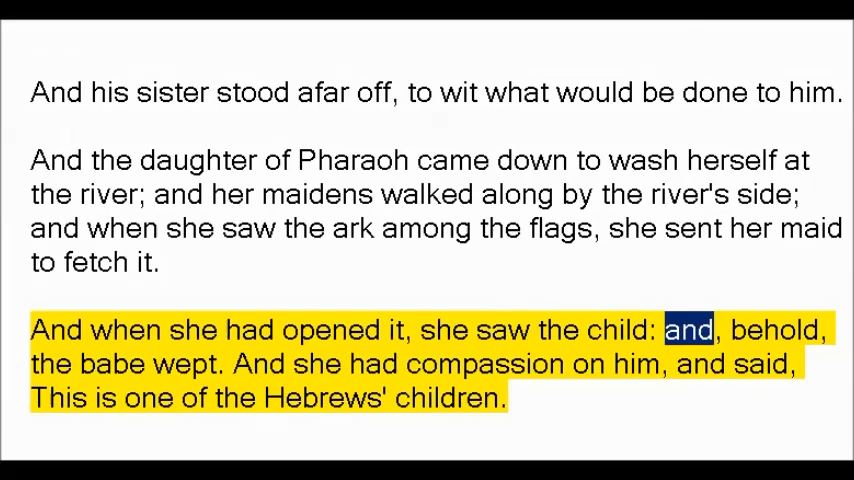 And his sister stood afar off, to wit what would be done to him.
And the daughter of Pharaoh came down to wash herself at
the river; and her maidens walked along by the river's side;
and when she saw the ark among the flags, she sent her maid
to fetch it.
And when she had opened it, she saw the child: and, behold,
the babe wept. And she had compassion on him, and said,
This is one of the Hebrews' children.